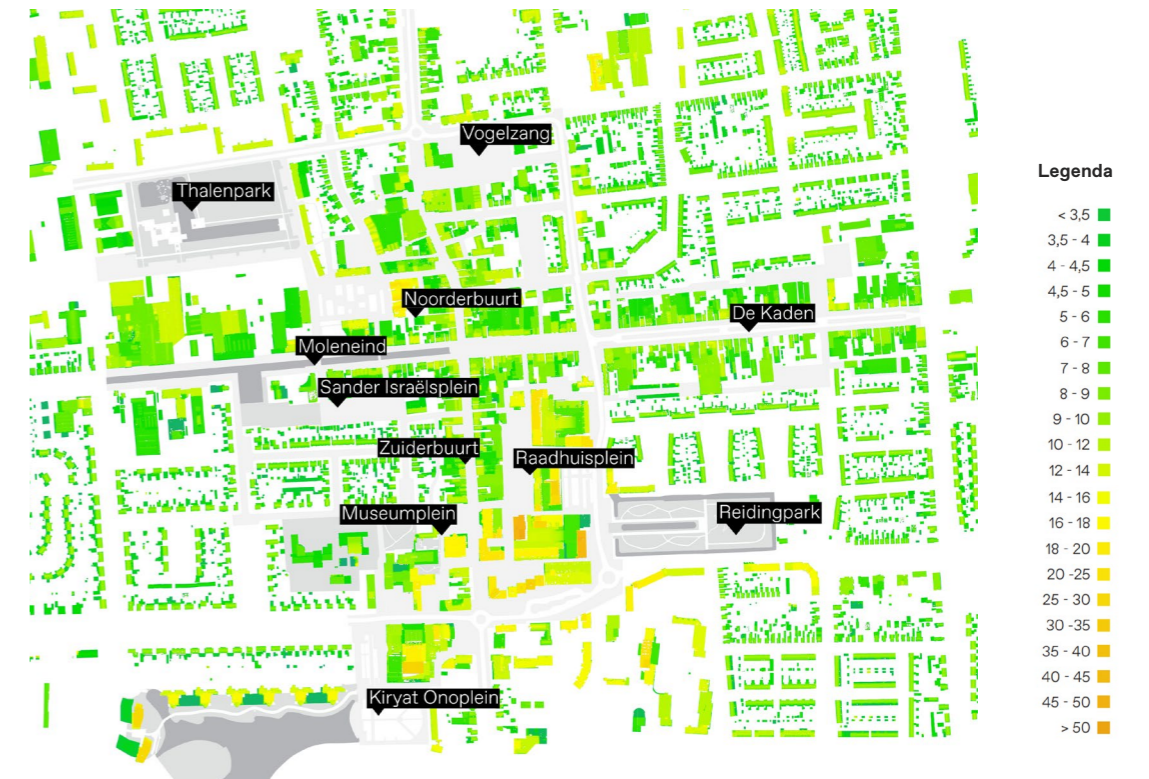 Vogelzang
Thalenpark
Noorderbuurt
De Kaden
Moleneind
Sander Israëlsplein
Zuiderbuurt
Raadhuisplein
Museumplein
Reidingpark
Kiryat Onoplein
Legenda
< 3,5
3,5 - 4
4 - 4,5
4,5 - 5
5 - 6
6 - 7
7 - 8
8 - 9
9 - 10
10 - 12
12 - 14
14 - 16
16 - 18
18 - 20
20 -25
25 - 30
30 -35
35 - 40
40 - 45
45 - 50
> 50